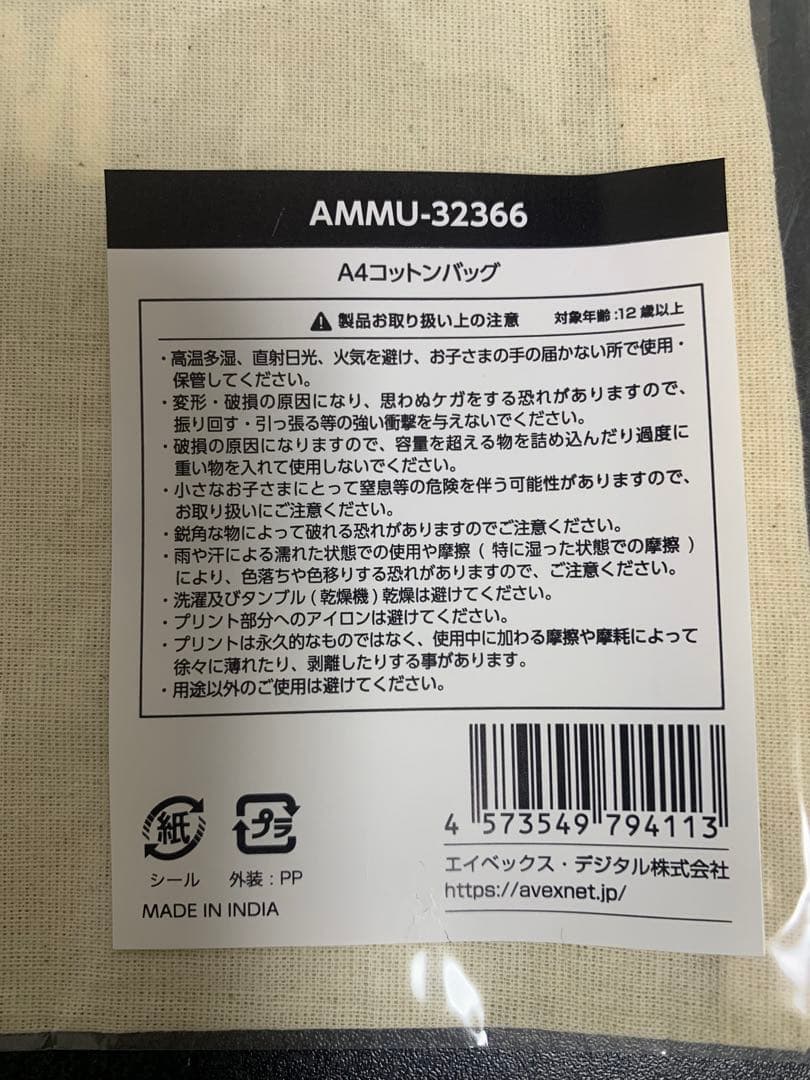 AMMU-32366
A4コットンバッグ
製品お取り扱い上の注意 対象年齢:12歳以上
・高温多湿、直射日光、火気を避け、お子さまの手の届かない所で使用・
保管してください。
・変形・破損の原因になり、思わぬケガをする恐れがありますので、
振り回す・引っ張る等の強い衝撃を与えないでください。
・破損の原因になりますので、容量を超える物を詰め込んだり過度に
重い物を入れて使用しないでください。
・小さなお子さまにとって窒息等の危険を伴う可能性がありますので、
お取り扱いにご注意ください。
・鋭角な物によって破れる恐れがありますのでご注意ください。
・雨や汗による濡れた状態での使用や摩擦(特に湿った状態での摩擦)
により、色落ちや色移りする恐れがありますので、ご注意ください。
・洗濯及びタンブル(乾燥機)乾燥は避けてください。
・プリント部分へのアイロンは避けてください。
・プリントは永久的なものではなく、使用中に加わる摩擦や摩耗によって
徐々に薄れたり、剥離したりする事があります。
・用途以外のご使用は避けてください。
紙 プラ
シール 外装:PP
MADE IN INDIA
4 573549 794113
エイベックス・デジタル株式会社
https://avexnet.jp/